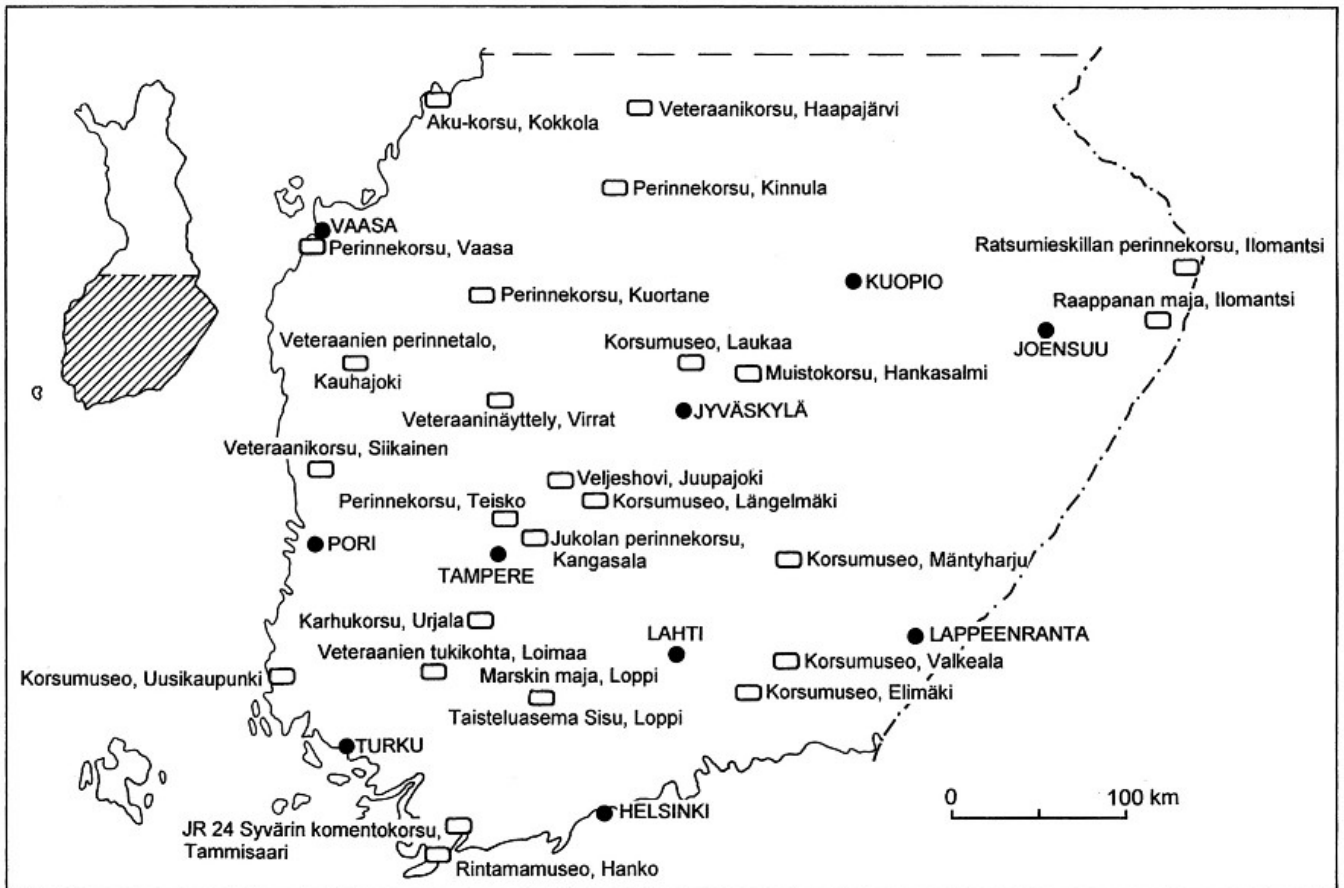 Aku-korsu, Kokkola
Veteraanikorsu, Haapajärvi
Perinnekorsu, Kinnula
VAASA
Perinnekorsu, Vaasa
Ratsumieskillan perinnekorsu, Ilomantsi
KUOPIO
Perinnekorsu, Kuortane
Raappanan maja, Ilomantsi
JOENSUU
Veteraanien perinnetalo,
Kauhajoki
Korsumuseo, Laukaa
Muistokorsu, Hankasalmi
Veteraaninäyttely, Virrat
JYVÄSKYLÄ
Veteraanikorsu, Siikainen
Veljeshovi, Juupajoki
Perinnekorsu, Teisko
Korsumuseo, Längelmäki
PORI
Jukolan perinnekorsu,
Kangasala
TAMPERE
Korsumuseo, Mäntyharju
Karhukorsu, Urjala
LAHTI
LAPPEENRANTA
Veteraanien tukikohta, Loimaa
Korsumuseo, Valkeala
Korsumuseo, Uusikaupunki
Marskin maja, Loppi
Korsumuseo, Elimäki
Taisteluasema Sisu, Loppi
TURKU
0 100 km
HELSINKI
JR 24 Syvärin komentokorsu,
Tammisaari
Rintamamuseo, Hanko